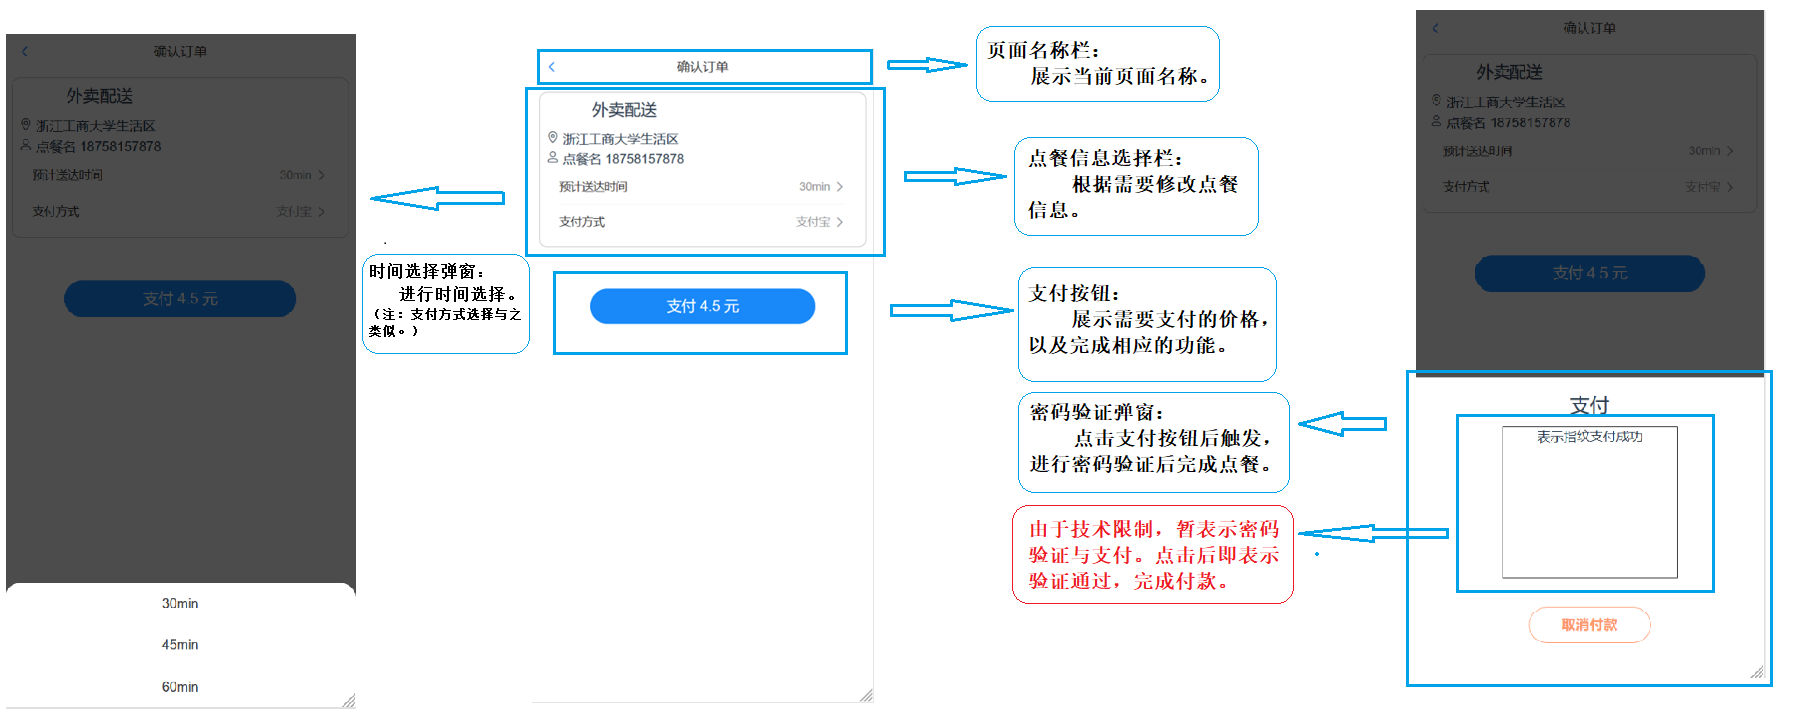 确认订单
外卖配送
浙江工商大学生活区
点餐名 18758157878
预计送达时间 30min
支付方式 支付宝
支付 4.5 元
30min
45min
60min
时间选择弹窗：
进行时间选择。
（注：支付方式选择与之
类似。）
确认订单
外卖配送
浙江工商大学生活区
点餐名 18758157878
预计送达时间 30min
支付方式 支付宝
支付 4.5 元
页面名称栏：
展示当前页面名称。
点餐信息选择栏：
根据需要修改点餐
信息。
支付按钮：
展示需要支付的价格，
以及完成相应的功能。
密码验证弹窗：
点击支付按钮后触发，
进行密码验证后完成点餐。
由于技术限制，暂表示密码
验证与支付。点击后即表示
验证通过，完成付款。
确认订单
外卖配送
浙江工商大学生活区
点餐名 18758157878
预计送达时间 30min
支付方式 支付宝
支付 4.5 元
支付
表示指纹支付成功
取消付款